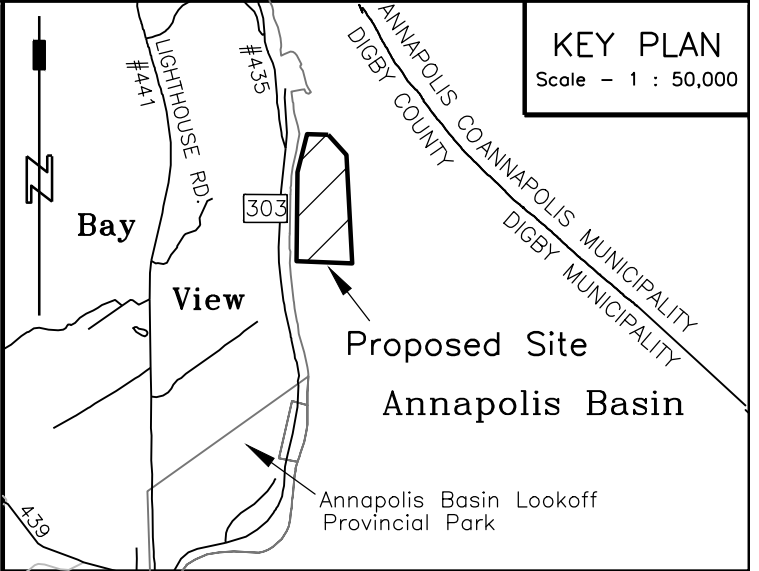 KEY PLAN
Scale - 1 : 50,000
#441
LIGHTHOUSE RD.
#435
ANNAPOLIS CO
DIGBY COUNTY
ANNAPOLIS MUNICIPALITY
DIGBY MUNICIPALITY
303
Bay
View
Proposed Site
Annapolis Basin
Annapolis Basin Lookoff
Provincial Park
439